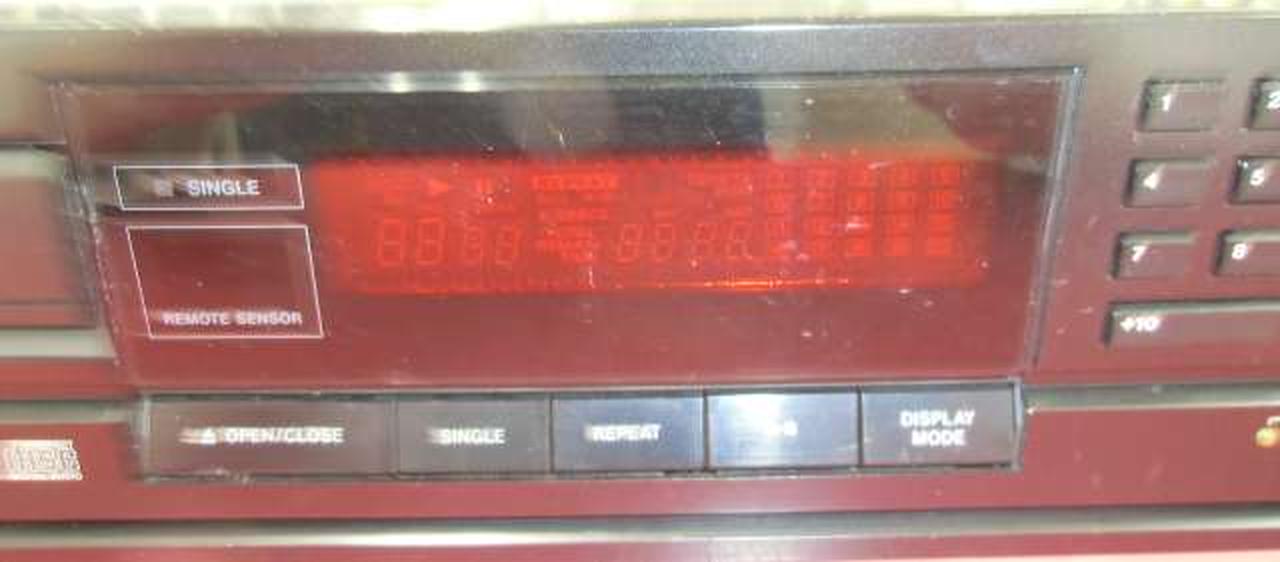 SINGLE
REMOTE SENSOR
OPEN/CLOSE
SINGLE
REPEAT
DISPLAY
MODE
1
2
4
5
7
8
+10